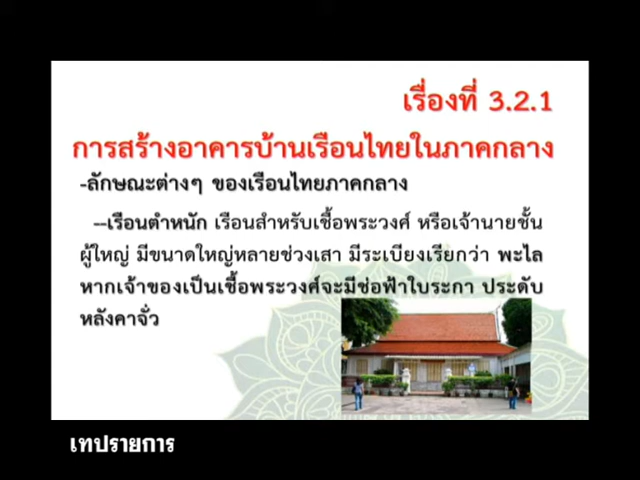 เรื่องที่ 3.2.1
การสร้างอาคารบ้านเรือนไทยในภาคกลาง
-ลักษณะต่างๆ ของเรือนไทยภาคกลาง
--เรือนตำหนัก เรือนสำหรับเชื้อพระวงศ์ หรือเจ้านายชั้น
ผู้ใหญ่ มีขนาดใหญ่หลายช่วงเสา มีระเบียงเรียกว่า พะไล
หากเจ้าของเป็นเชื้อพระวงศ์จะมีช่อฟ้าใบระกา ประดับ
หลังคาจั่ว
เทปรายการ